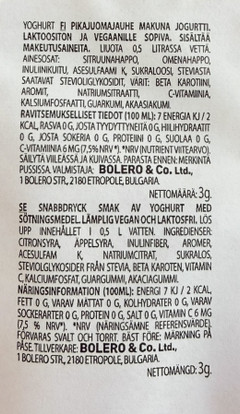 YOGHURT FI PIKAJUOMAJAUHE MAKUNA JOGURTTI.
LAKTOOSITON JA VEGAANILLE SOPIVA. SISÄLTÄÄ
MAKEUTUSAINEITA. LIUOTA 0,5 LITRASSA VETTÄ.
AINESOSAT: SITRUUNAHAPPO, OMENAHAPPO,
INULIINIKUITU, ASESULFAAMI K, SUKRALOOSI, STEVIASTA
SAATAVAT STEVIOLIGLYKOSIDIT, VÄRIT: BETA KAROTIINI,
AROMIT, NATRIUMSITRAATTI, C-VITAMIINIA,
KALSIUMFOSFAATTI, GUARKUMI, AKAASIAKUMI.
RAVITSEMUKSELLISET TIEDOT (100 ML): 7 ENERGIA KJ / 2
KCAL, RASVA 0 G, JOSTA TYYDYTTYNEITÄ 0 G, HIILIHYDRAATIT
0 G, JOSTA SOKERIA 0 G, PROTEIINI 0 G, SUOLAA 0 G,
C-VITAMIINIA 6 MG (7,5% NRV*). *NRV (NUTRIENT VIITEARVO).
SÄILYTÄ VIILEÄSSÄ JA KUIVASSA. PARASTA ENNEN: MERKINTÄ
PUSSISSA. VALMISTAJA: BOLERO & Co. Ltd.,
1 BOLERO STR., 2180 ETROPOLE, BULGARIA.
NETTOMÄÄRÄ: 3g.
SE SNABBDRYCK SMAK AV YOGHURT MED
SÖTNINGSMEDEL. LÄMPLIG VEGAN OCH LAKTOSFRI. LÖS
UPP INNEHÅLLET I 0,5 L VATTEN. INGREDIENSER:
CITRONSYRA, ÄPPELSYRA, INULINFIBER, AROMER,
ACESULFAM K, NATRIUMCITRAT, SUKRALOS,
STEVIOLGLYKOSIDER FRÅN STEVIA, BETA KAROTEN, VITAMIN
C, KALCIUMFOSFAT, GUARGUMMI, AKACIAGUMMI.
NÄRINGSINFORMATION (100ML): ENERGI 7 KJ / 2 KCAL,
FETT 0 G, VARAV MÄTTAT 0 G, KOLHYDRATER 0 G, VARAV
SOCKERARTER 0 G, PROTEIN 0 G, SALT 0 G, VITAMIN C 6 MG
(7,5 % NRV*). *NRV (NÄRINGSÄMNE REFERENSVÄRDE).
FÖRVARAS SVALT OCH TORRT. BÄST FÖRE: MÄRKNING PÅ
PÅSE. TILLVERKARE: BOLERO & Co. Ltd.,
1 BOLERO STR., 2180 ETROPOLE, BULGARIA.
NETTOMÄNGD: 3g.